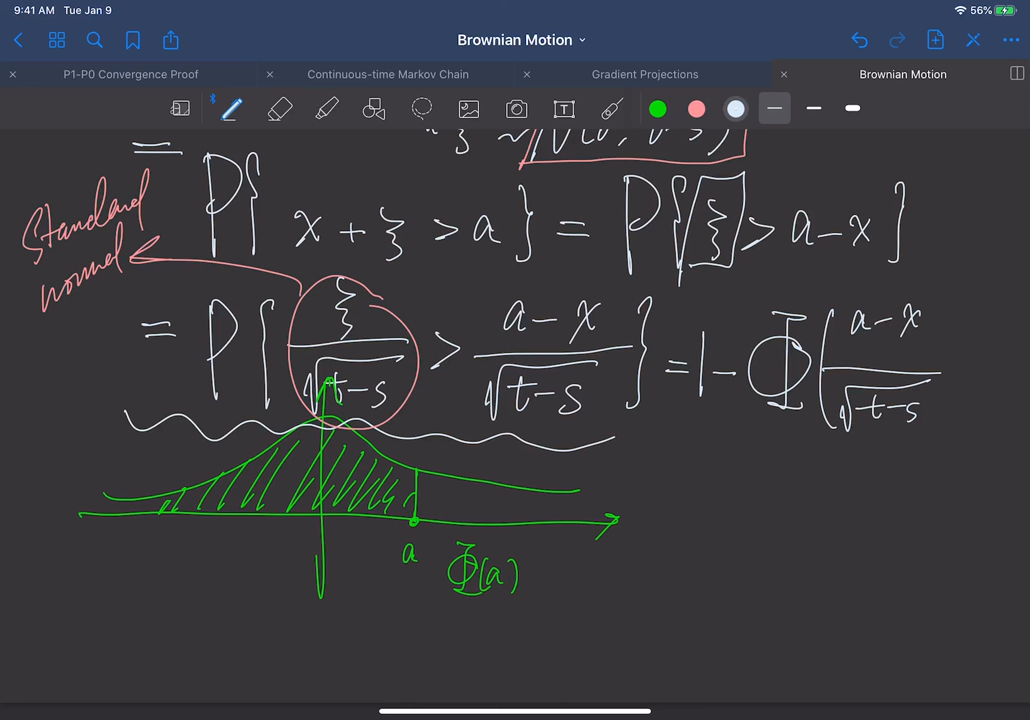 9:41 AM Tue Jan 9
56%
Brownian Motion
P1-P0 Convergence Proof
Continuous-time Markov Chain
Gradient Projections
Brownian Motion
T
=
P{ x + ξ > a } = P{ ξ > a - x }
Standard
normal
= P{ ξ / √(t-s) > (a-x) / √(t-s) } = 1 - Φ( (a-x) / √(t-s)
a
Φ(a)